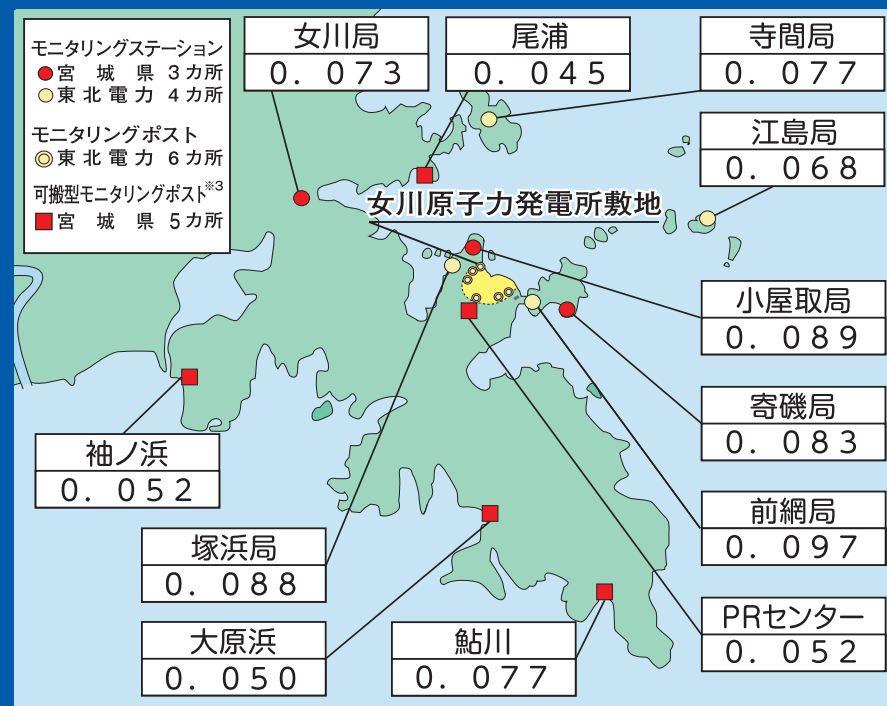 モニタリングステーション
宮城県 3カ所
東北電力 4カ所
モニタリングポスト
東北電力 6カ所
可搬型モニタリングポスト※3
宮城県 5カ所
女川局
0. 073
尾浦
0. 045
寺間局
0. 077
江島局
0. 068
女川原子力発電所敷地
小屋取局
0. 089
寄磯局
0. 083
前網局
0. 097
PRセンター
0. 052
袖ノ浜
0. 052
塚浜局
0. 088
大原浜
0. 050
鮎川
0. 077